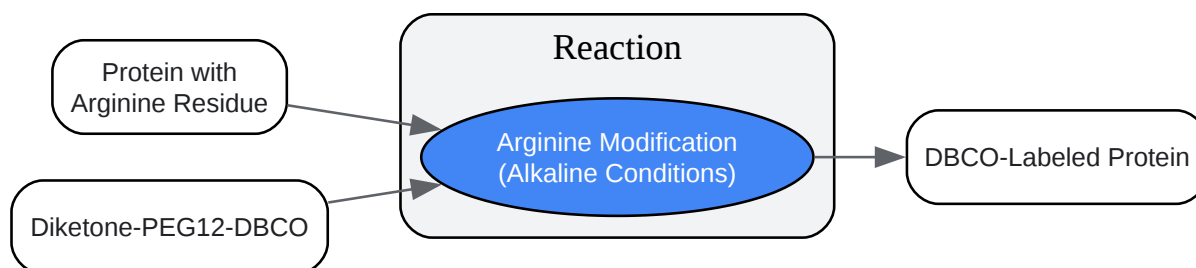 Reaction
Protein with
Arginine Residue
Arginine Modification
(Alkaline Conditions)
DBCO-Labeled Protein
Diketone-PEG12-DBCO